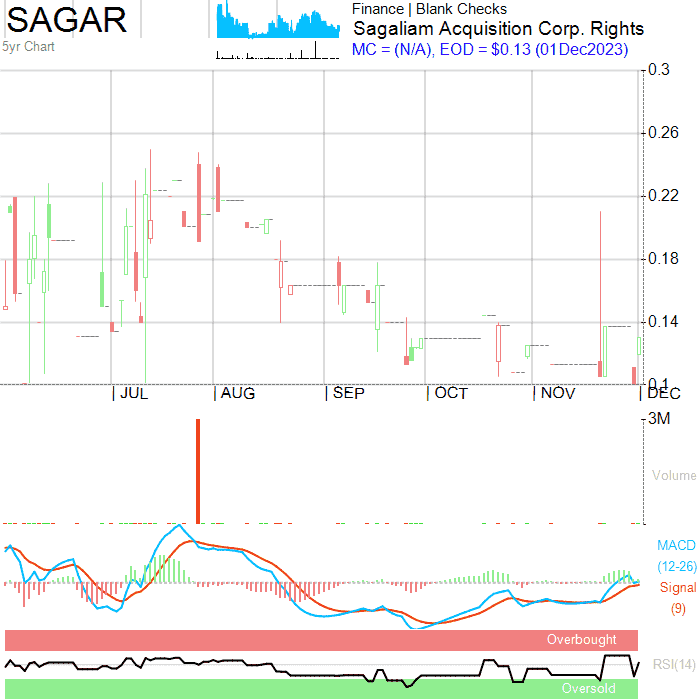 SAGAR
5yr Chart
Finance | Blank Checks
Sagaliam Acquisition Corp. Rights
MC = (N/A), EOD = $0.13 (01Dec2023)
0.3
0.26
0.22
0.18
0.14
0.1
JUL AUG SEP OCT NOV DEC
3M
Volume
MACD
(12-26)
Signal
(9)
Overbought
RSI(14)
Oversold